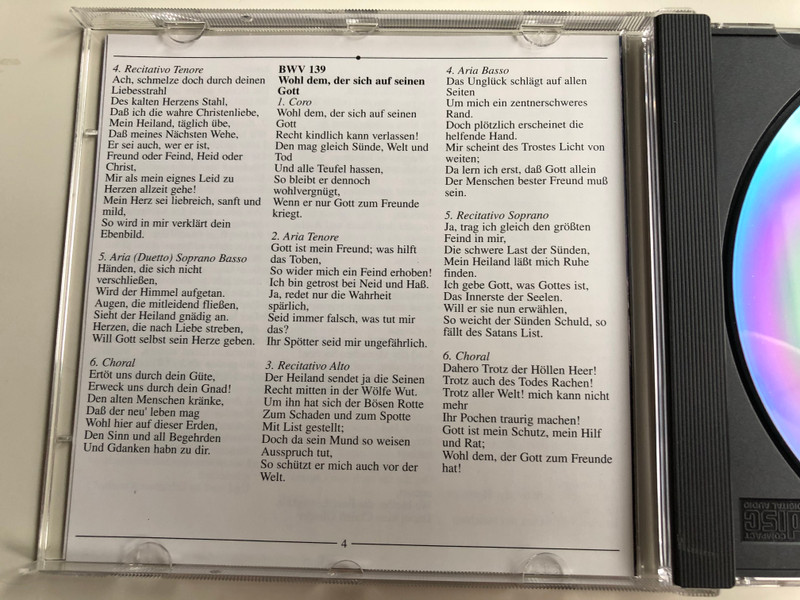 4. Recitativo Tenore
Ach, schmelze doch durch deinen
Liebesstrahl
Des kalten Herzens Stahl,
Daß ich die wahre Christenliebe,
Mein Heiland, täglich übe,
Daß meines Nächsten Wehe,
Er sei auch, wer er ist,
Freund oder Feind, Heid oder
Christ,
Mir als mein eignes Leid zu
Herzen allzeit gehe!
Mein Herz sei liebreich, sanft und
mild,
So wird in mir verklärt dein
Ebenbild.
5. Aria (Duetto) Soprano Basso
Händen, die sich nicht
verschließen,
Wird der Himmel aufgetan.
Augen, die mitleidend fließen,
Sieht der Heiland gnädig an.
Herzen, die nach Liebe streben,
Will Gott selbst sein Herze geben.
6. Choral
Ertöt uns durch dein Güte,
Erweck uns durch dein Gnad!
Den alten Menschen kränke,
Daß der neu' leben mag
Wohl hier auf dieser Erden,
Den Sinn und all Begehrden
Und Gdanken habn zu dir.
BWV 139
Wohl dem, der sich auf seinen
Gott
1. Coro
Wohl dem, der sich auf seinen
Gott
Recht kindlich kann verlassen!
Den mag gleich Sünde, Welt und
Tod
Und alle Teufel hassen,
So bleibt er dennoch
wohlvergnügt,
Wenn er nur Gott zum Freunde
kriegt.
2. Aria Tenore
Gott ist mein Freund; was hilft
das Toben,
So wider mich ein Feind erhoben!
Ich bin getrost bei Neid und Haß.
Ja, redet nur die Wahrheit
spärlich,
Seid immer falsch, was tut mir
das?
Ihr Spötter seid mir ungefährlich.
3. Recitativo Alto
Der Heiland sendet ja die Seinen
Recht mitten in der Wölfe Wut.
Um ihn hat sich der Bösen Rotte
Zum Schaden und zum Spotte
Mit List gestellt;
Doch da sein Mund so weisen
Ausspruch tut,
So schützt er mich auch vor der
Welt.
4. Aria Basso
Das Unglück schlägt auf allen
Seiten
Um mich ein zentnerschweres
Rand.
Doch plötzlich erscheinet die
helfende Hand.
Mir scheint des Trostes Licht von
weiten;
Da lern ich erst, daß Gott allein
Der Menschen bester Freund muß
sein.
5. Recitativo Soprano
Ja, trag ich gleich den größten
Feind in mir,
Die schwere Last der Sünden,
Mein Heiland läßt mich Ruhe
finden.
Ich gebe Gott, was Gottes ist,
Das Innerste der Seelen.
Will er sie nun erwählen,
So weicht der Sünden Schuld, so
fällt des Satans List.
6. Choral
Dahero Trotz der Höllen Heer!
Trotz auch des Todes Rachen!
Trotz aller Welt! mich kann nicht
mehr
Ihr Pochen traurig machen!
Gott ist mein Schutz, mein Hilf
und Rat;
Wohl dem, der Gott zum Freunde
hat!
4
COMPACT
DISC
DIGITAL AUDIO